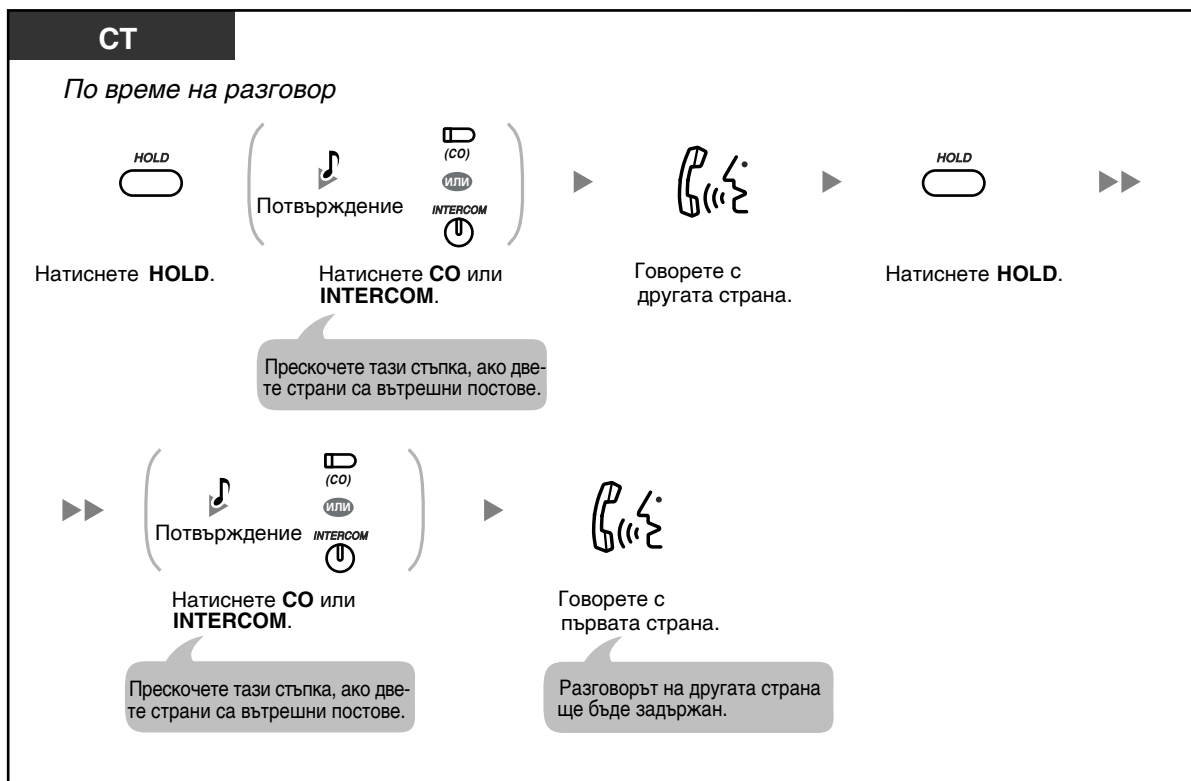 СТ
По време на разговор
HOLD
Натиснете HOLD.
Потвърждение
(CO)
или
INTERCOM
Натиснете CO или
INTERCOM.
Прескочете тази стъпка, ако две-
те страни са вътрешни постове.
Говорете с
другата страна.
HOLD
Натиснете HOLD.
Потвърждение
(CO)
или
INTERCOM
Натиснете CO или
INTERCOM.
Прескочете тази стъпка, ако две-
те страни са вътрешни постове.
Говорете с
първата страна.
Разговорът на другата страна
ще бъде задържан.